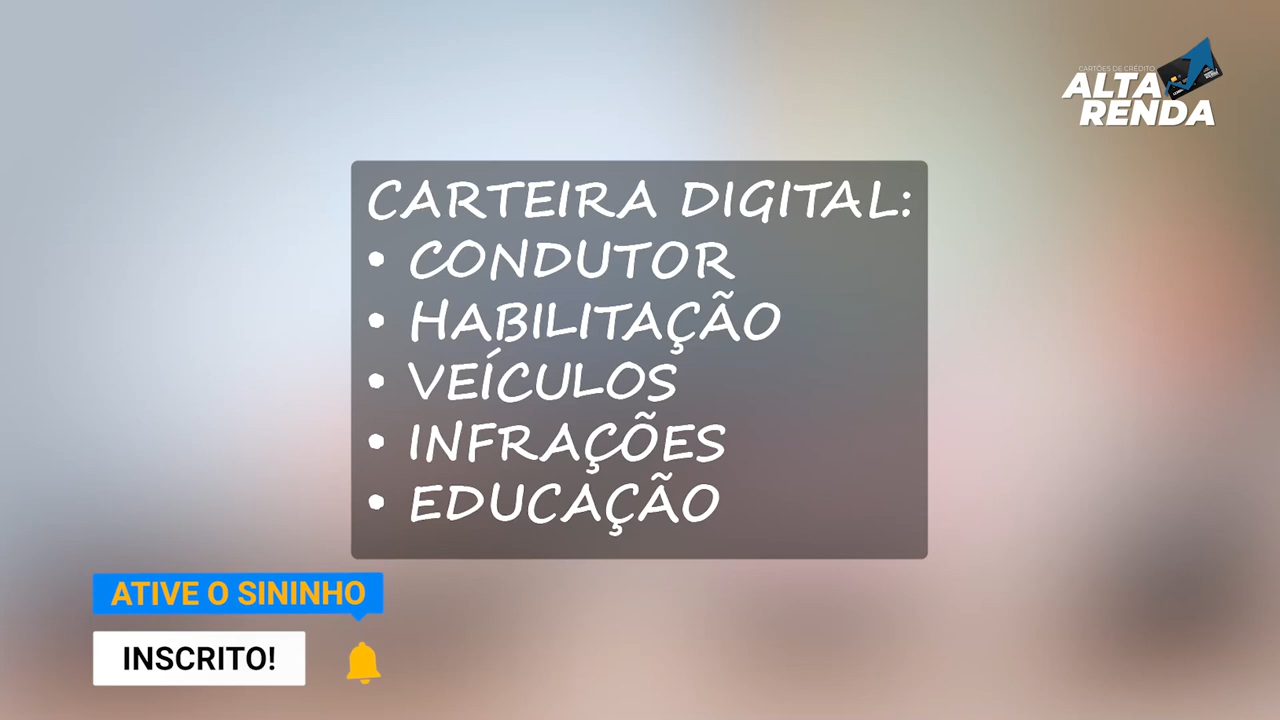 CARTÕES DE CRÉDITO
ALTA
RENDA
CARTEIRA DIGITAL:
• CONDUTOR
• HABILITAÇÃO
• VEÍCULOS
• INFRAÇÕES
• EDUCAÇÃO
ATIVE O SININHO
INSCRITO!